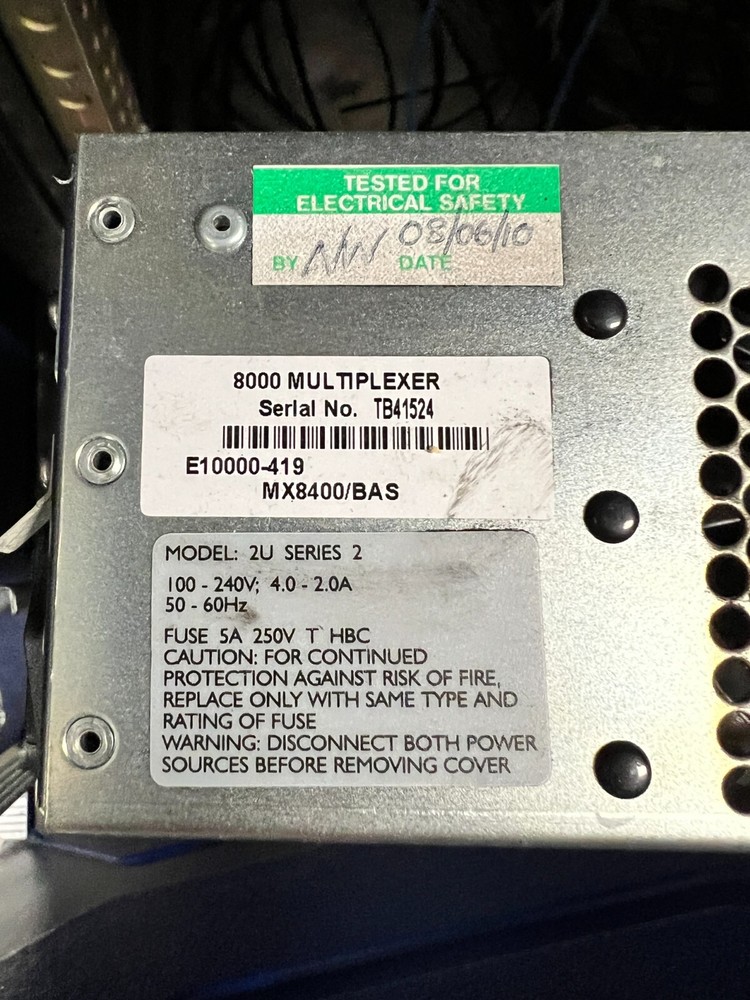 TESTED FOR
ELECTRICAL SAFETY
BY DATE 08/06/10
8000 MULTIPLEXER
Serial No. TB41524
E10000-419
MX8400/BAS
MODEL: 2U SERIES 2
100 - 240V; 4.0 - 2.0A
50 - 60Hz
FUSE 5A 250V T HBC
CAUTION: FOR CONTINUED
PROTECTION AGAINST RISK OF FIRE,
REPLACE ONLY WITH SAME TYPE AND
RATING OF FUSE
WARNING: DISCONNECT BOTH POWER
SOURCES BEFORE REMOVING COVER